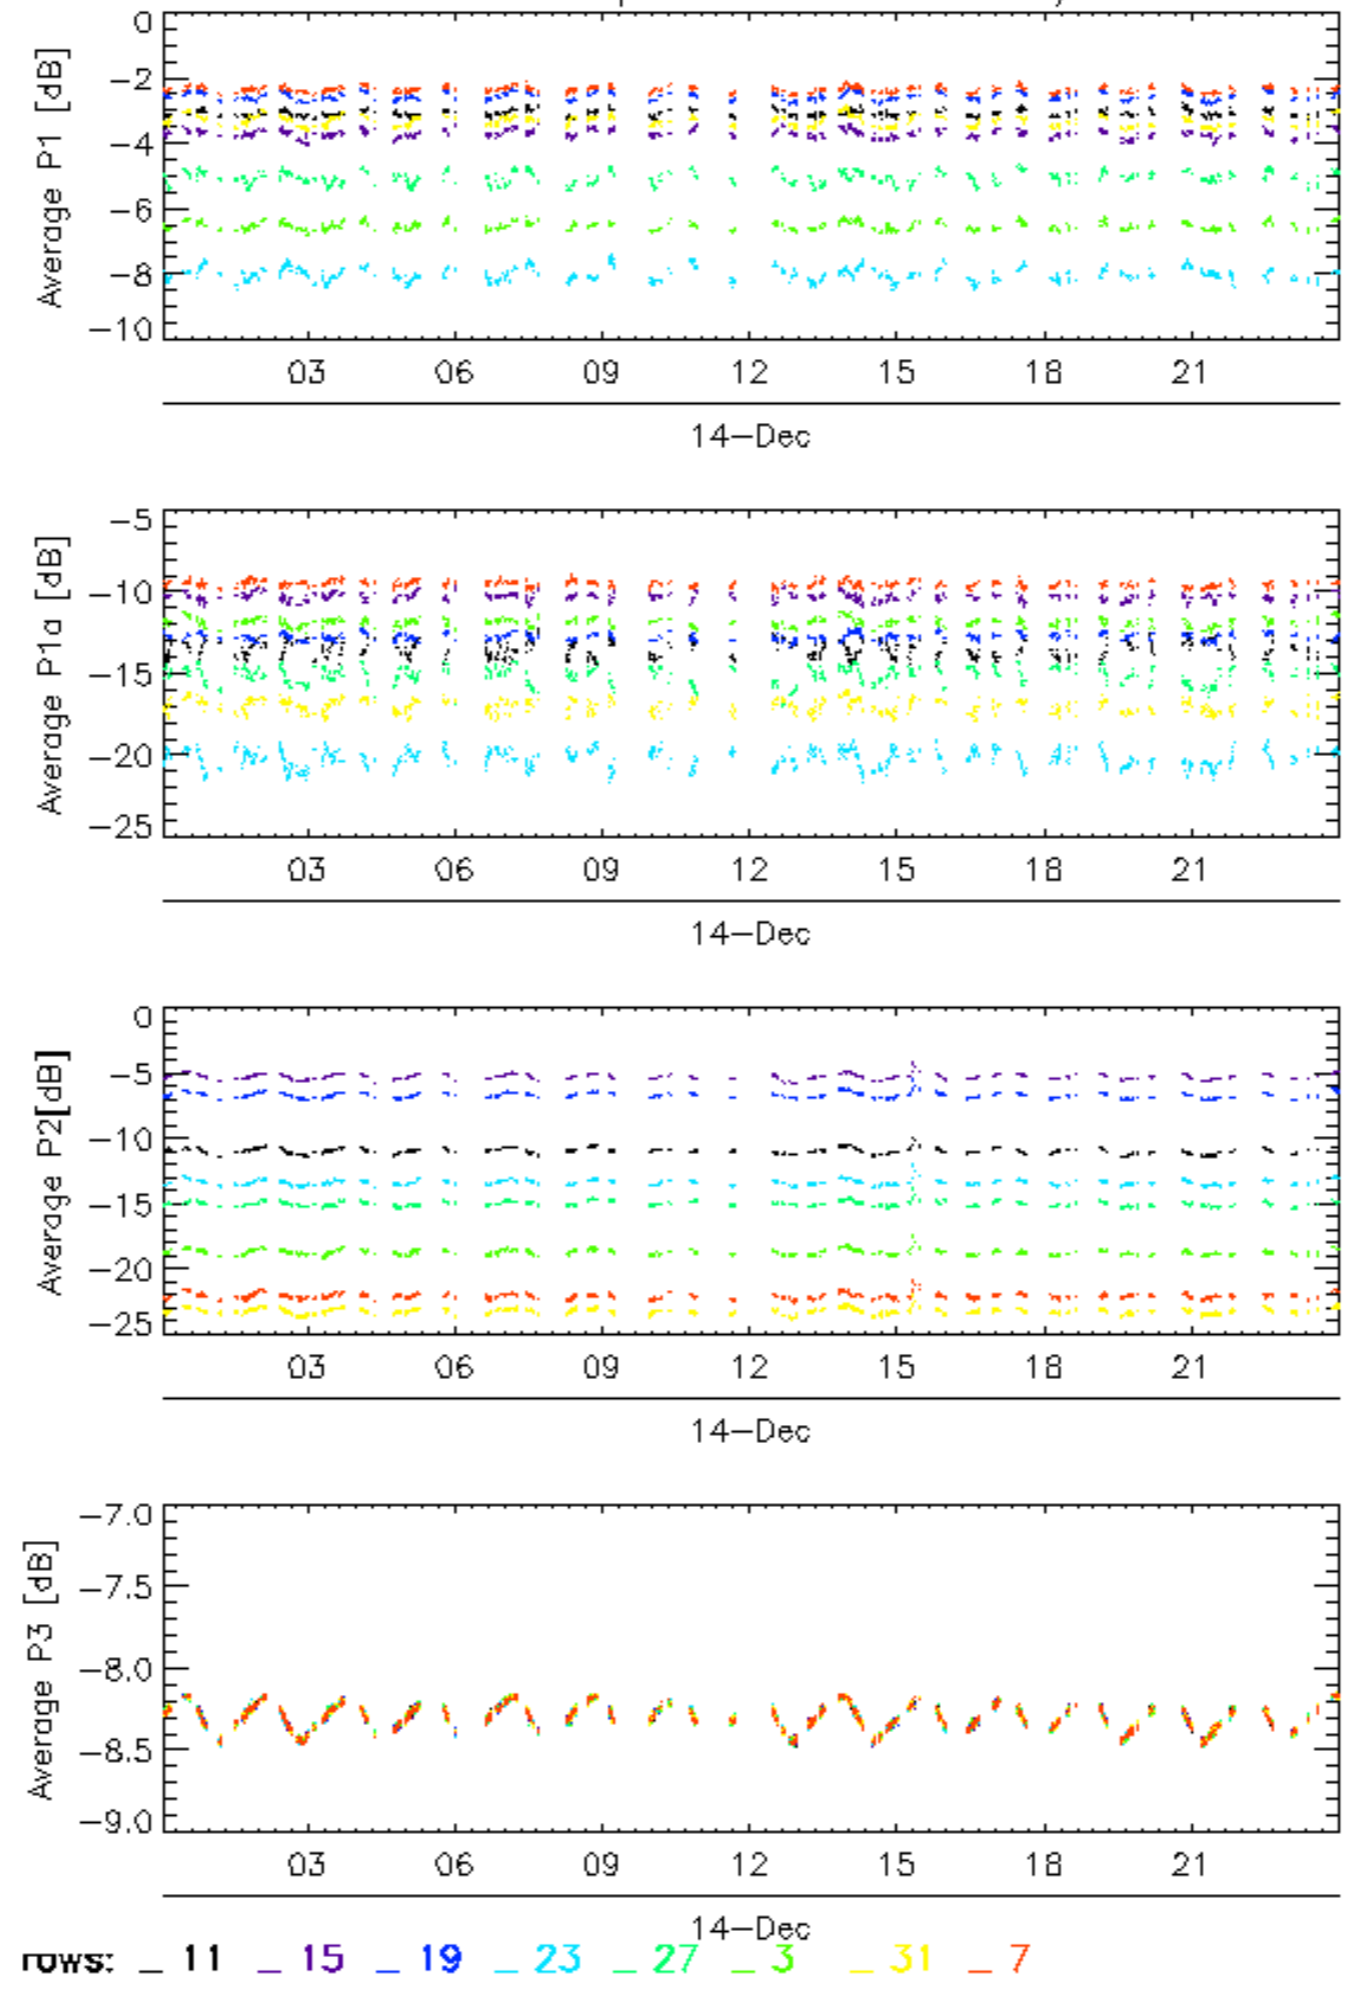 Average P1 [dB]
0
−2
−4
−6
−8
−10
03 06 09 12 15 18 21
14−Dec
Average P1a [dB]
−5
−10
−15
−20
−25
03 06 09 12 15 18 21
14−Dec
Average P2[dB]
0
−5
−10
−15
−20
−25
03 06 09 12 15 18 21
14−Dec
Average P3 [dB]
−7.0
−7.5
−8.0
−8.5
−9.0
03 06 09 12 15 18 21
14−Dec
rows: _ 11 _ 15 _ 19 _ 23 _ 27 _ 3 _ 31 _ 7